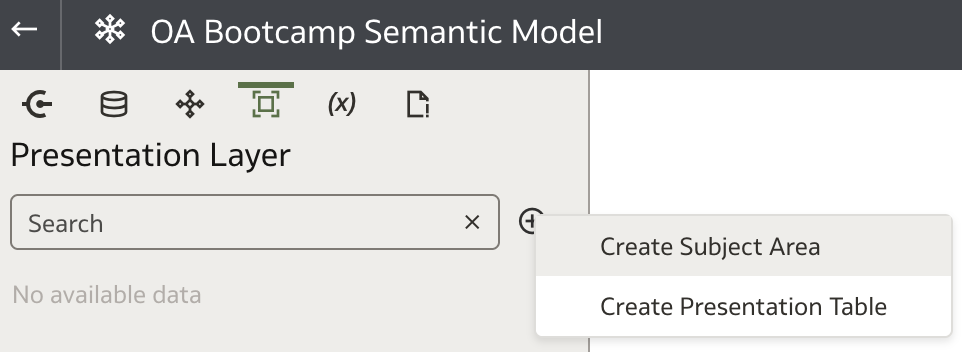 OA Bootcamp Semantic Model
(x)
Presentation Layer
Search
Create Subject Area
No available data
Create Presentation Table